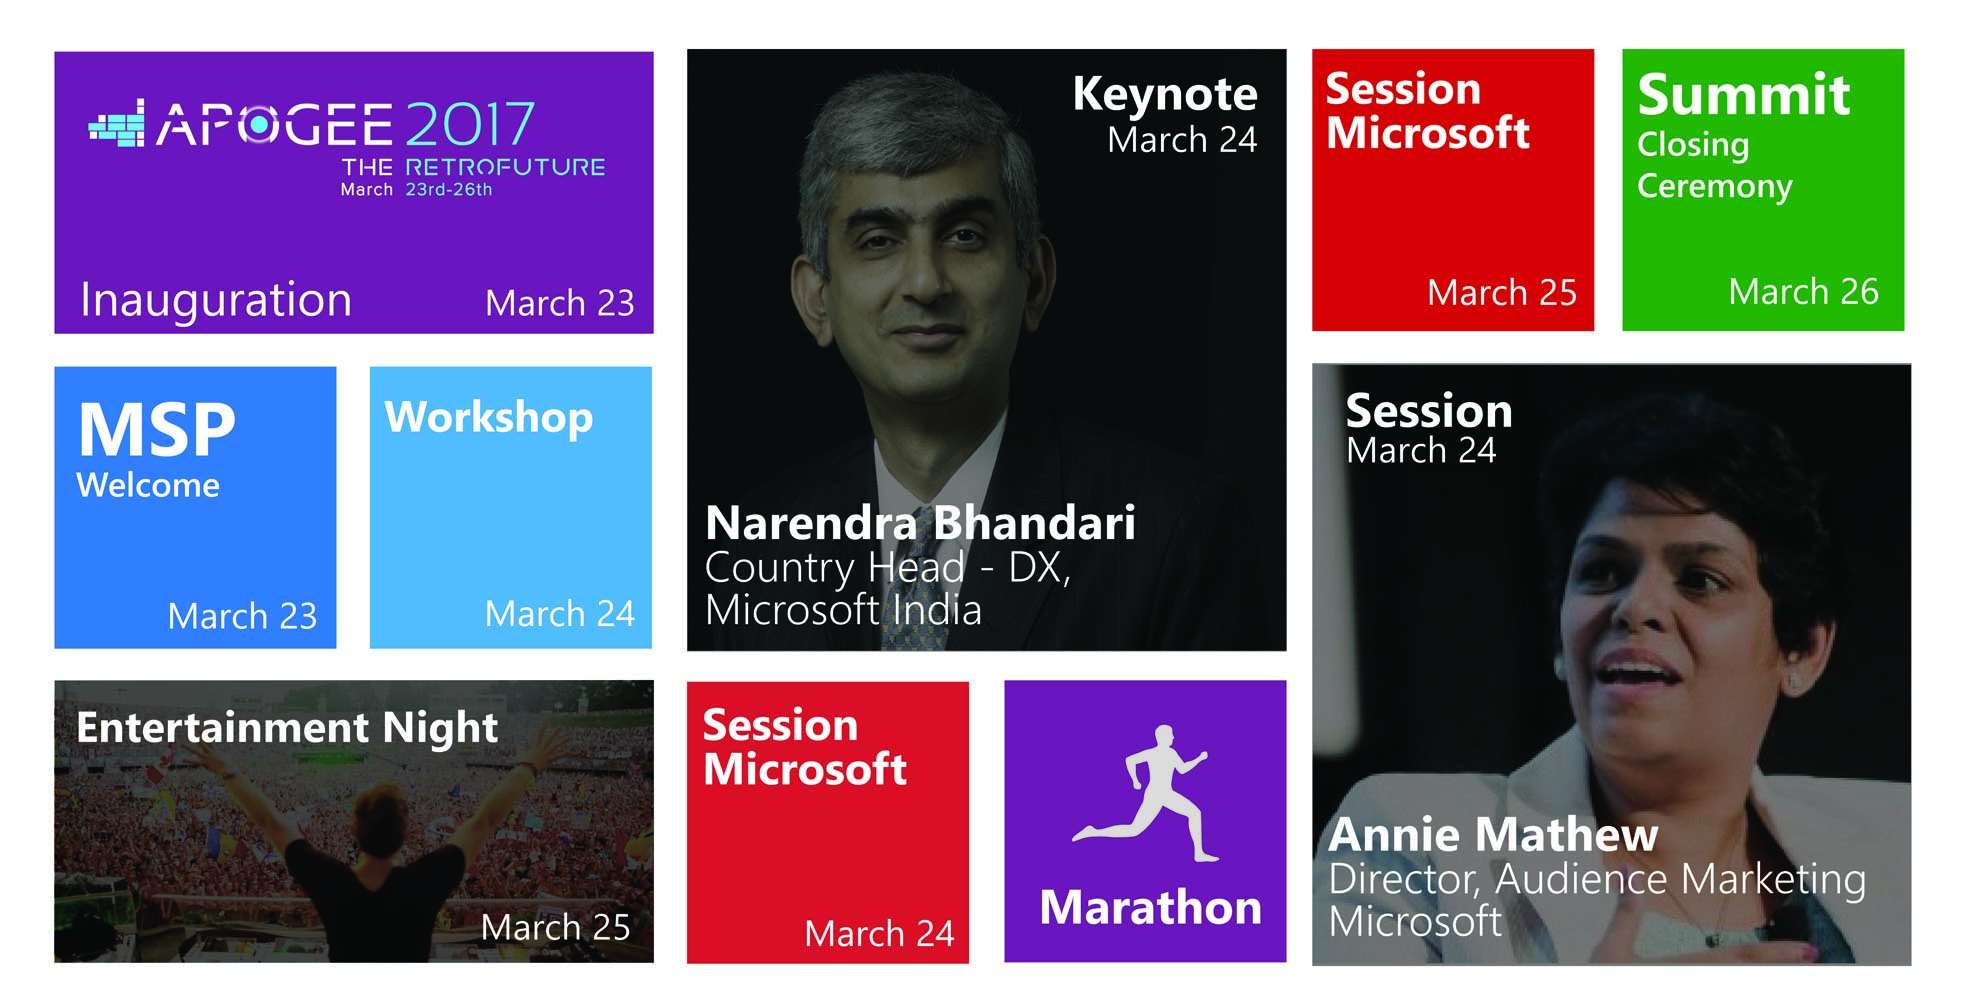 APOGEE 2017
THE RETROFUTURE
March 23rd-26th
Inauguration
March 23
MSP
Welcome
March 23
Workshop
March 24
Entertainment Night
March 25
Keynote
March 24
Narendra Bhandari
Country Head - DX,
Microsoft India
Session
Microsoft
March 24
Marathon
Session
Microsoft
March 25
Summit
Closing
Ceremony
March 26
Session
March 24
Annie Mathew
Director, Audience Marketing
Microsoft